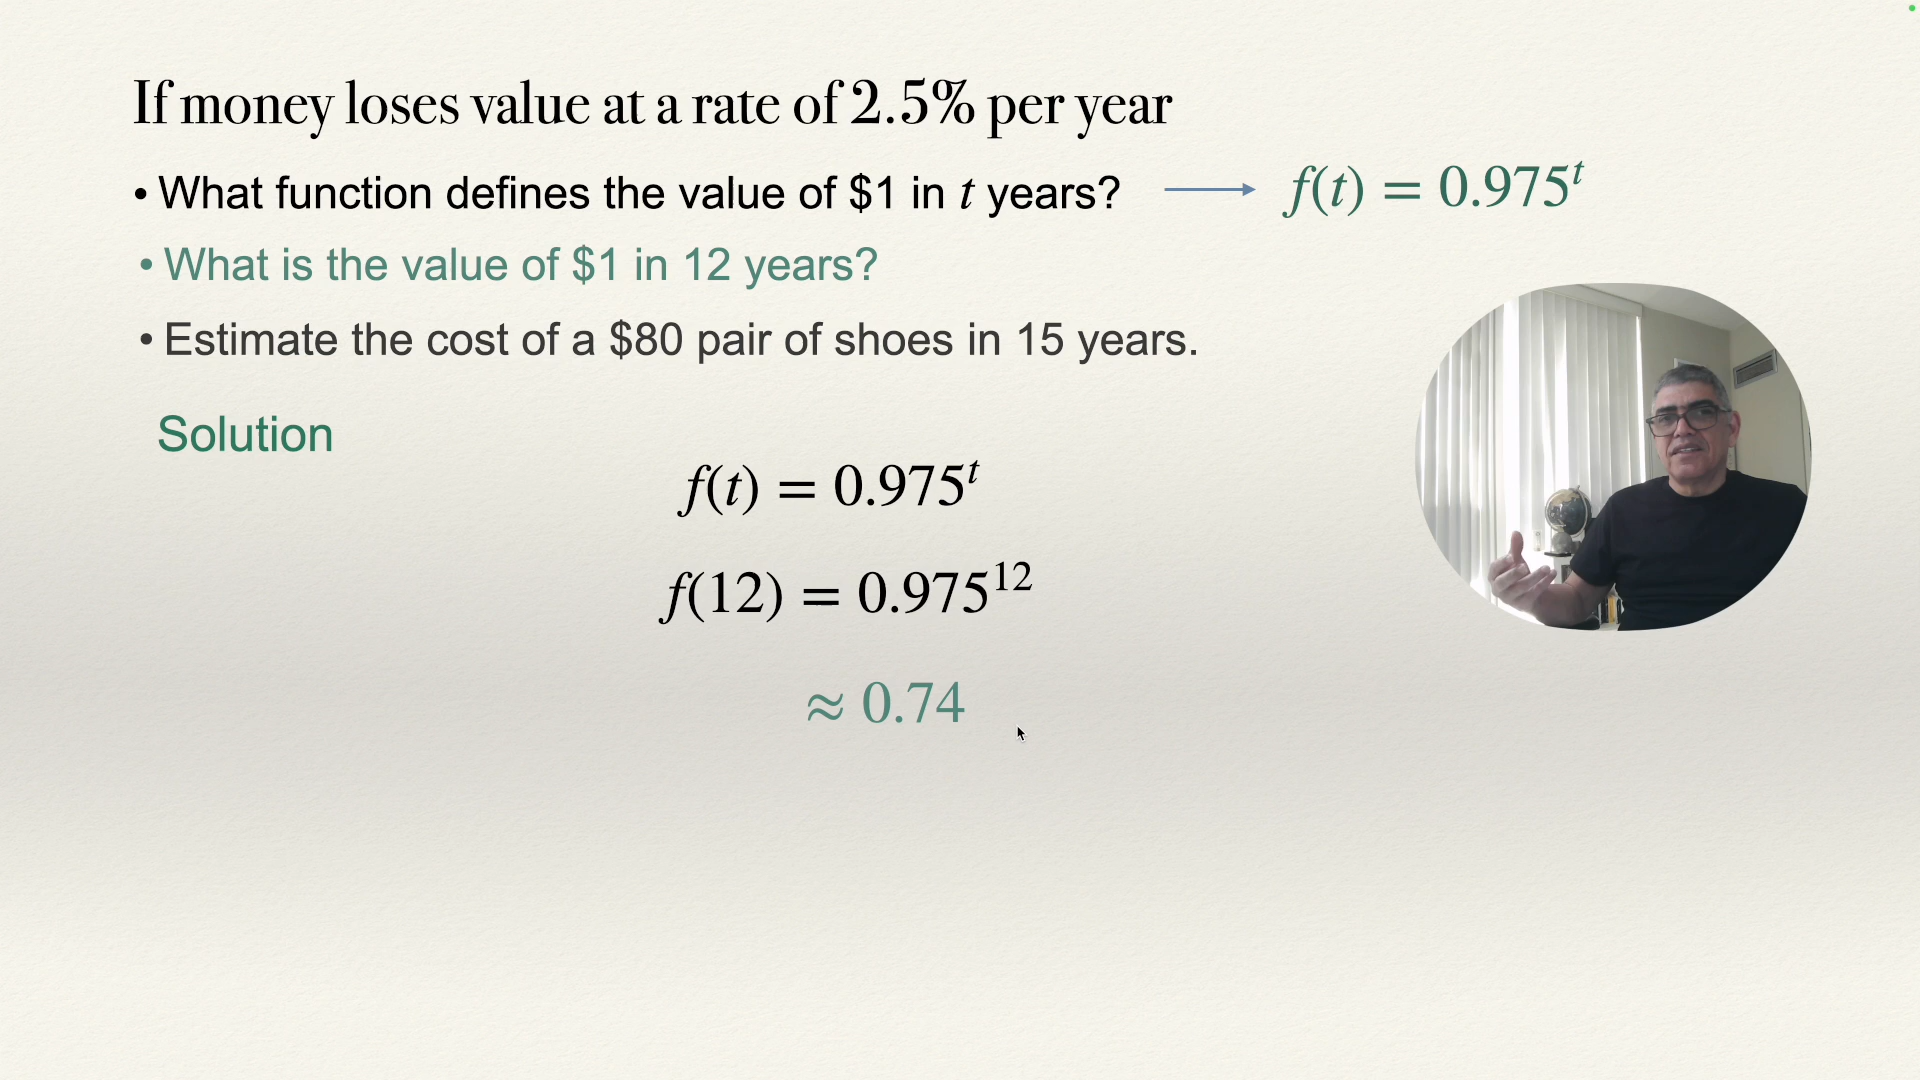 If money loses value at a rate of 2.5% per year
• What function defines the value of $1 in t years? f(t) = 0.975^t
• What is the value of $1 in 12 years?
• Estimate the cost of a $80 pair of shoes in 15 years.
Solution
f(t) = 0.975^t
f(12) = 0.975^12
≈ 0.74